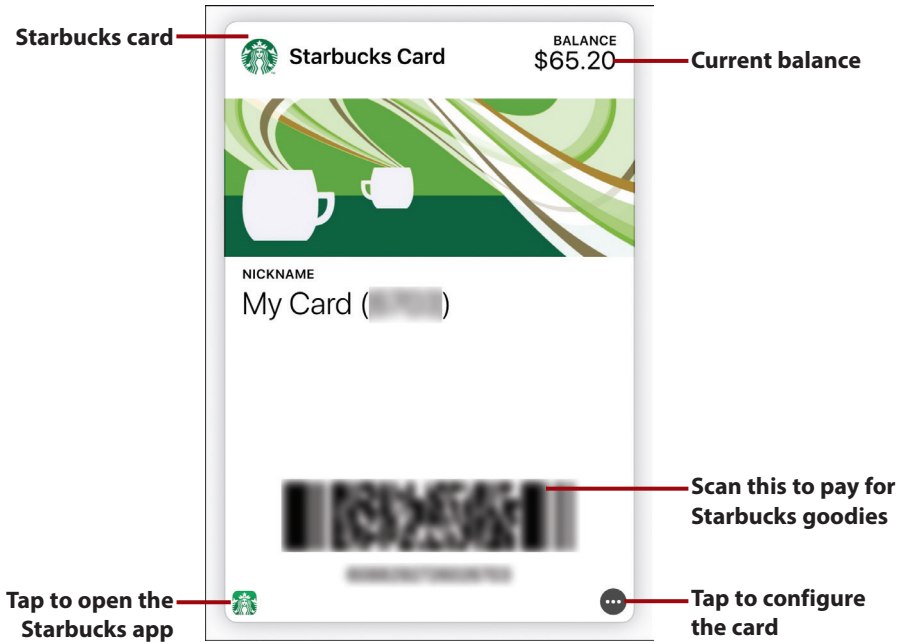 Starbucks card
Starbucks Card
BALANCE
$65.20
Current balance
NICKNAME
My Card (
)
Scan this to pay for
Starbucks goodies
Tap to open the
Starbucks app
Tap to configure
the card